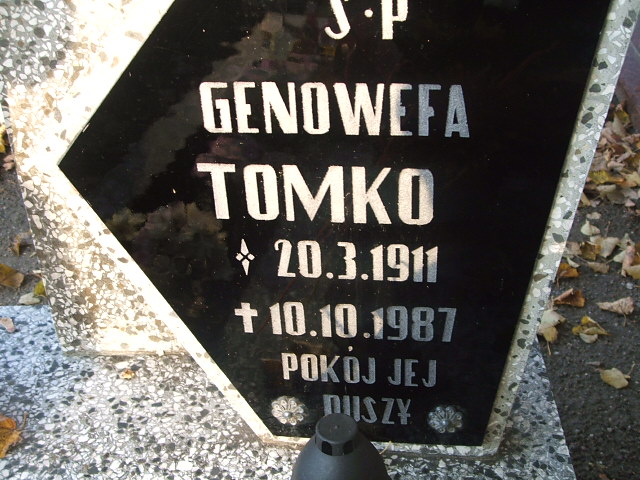 Ś·P
GENOWEFA
TOMKO
20.3.1911
✝10.10.1987
POKÓJ JEJ
DUSZY